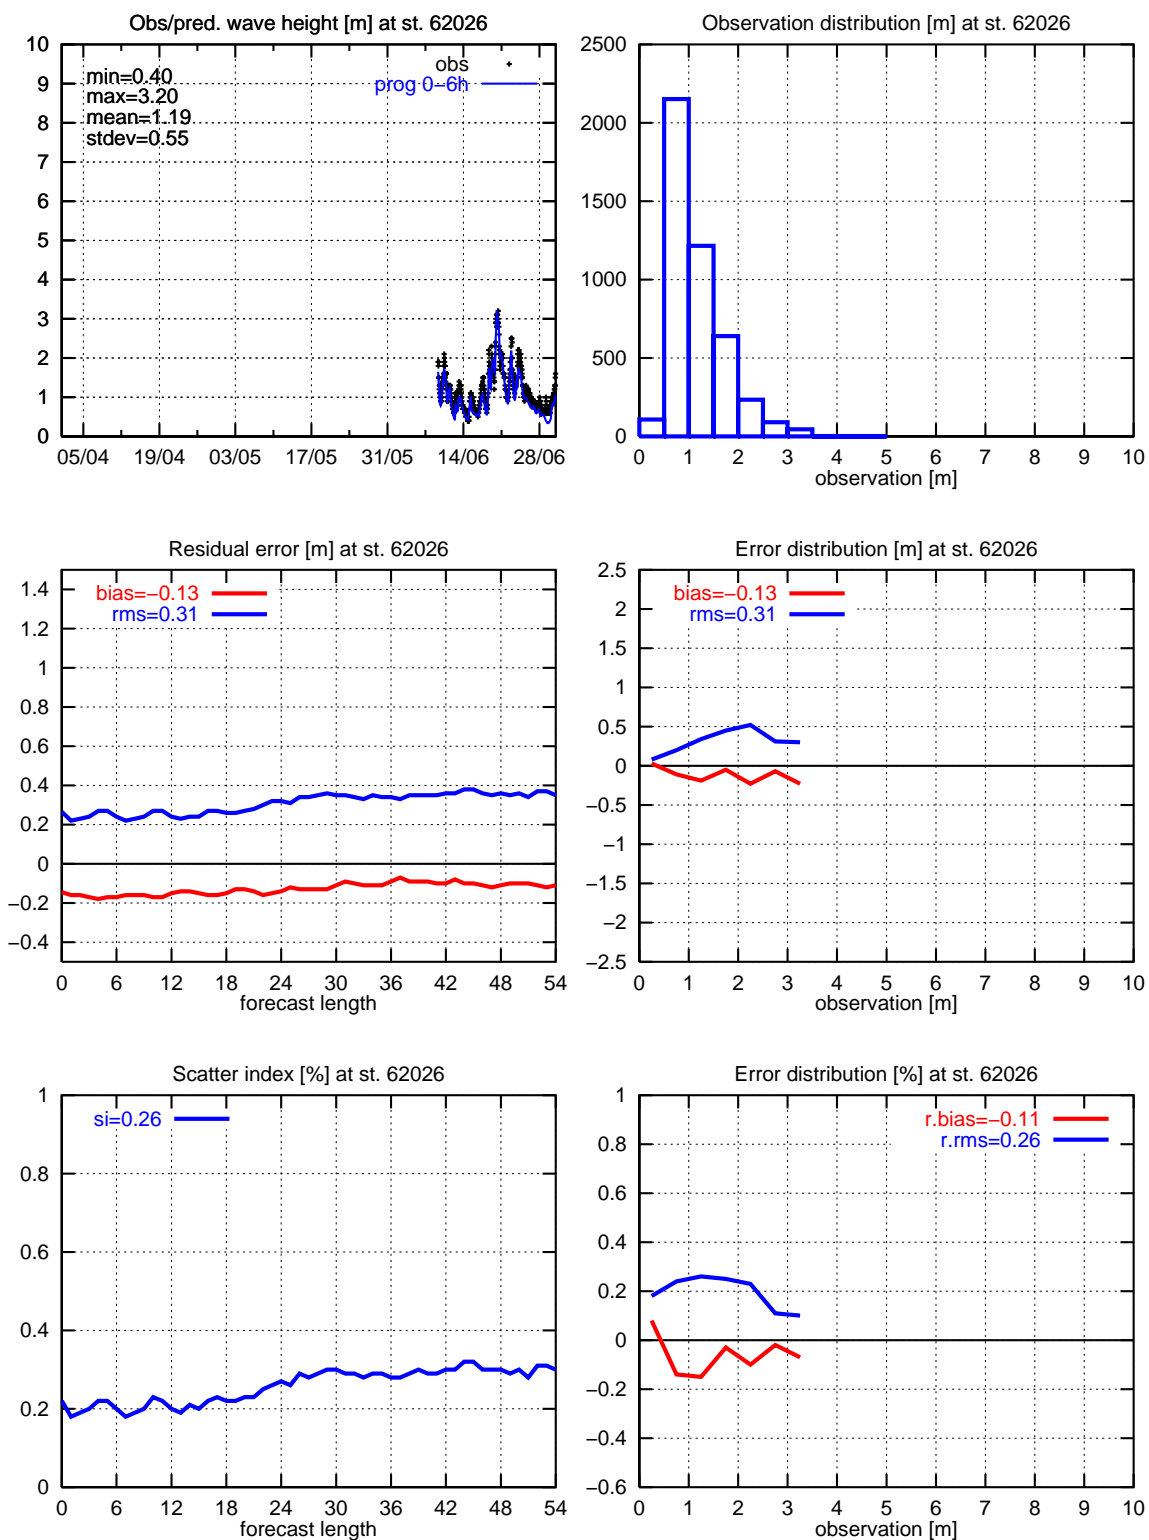 Obs/pred. wave height [m] at st. 62026
10
9
8
7
6
5
4
3
2
1
0
min=0.40
max=3.20
mean=1.19
stdev=0.55
obs
prog 0−6h
05/04 19/04 03/05 17/05 31/05 14/06 28/06
Observation distribution [m] at st. 62026
2500
2000
1500
1000
500
0
0 1 2 3 4 5 6 7 8 9 10
observation [m]
Residual error [m] at st. 62026
1.4
1.2
1
0.8
0.6
0.4
0.2
0
−0.2
−0.4
bias=−0.13
rms=0.31
0 6 12 18 24 30 36 42 48 54
forecast length
Error distribution [m] at st. 62026
2.5
2
1.5
1
0.5
0
−0.5
−1
−1.5
−2
−2.5
bias=−0.13
rms=0.31
0 1 2 3 4 5 6 7 8 9 10
observation [m]
Scatter index [%] at st. 62026
1
0.8
0.6
0.4
0.2
0
si=0.26
0 6 12 18 24 30 36 42 48 54
forecast length
Error distribution [%] at st. 62026
1
0.8
0.6
0.4
0.2
0
−0.2
−0.4
−0.6
r.bias=−0.11
r.rms=0.26
0 1 2 3 4 5 6 7 8 9 10
observation [m]